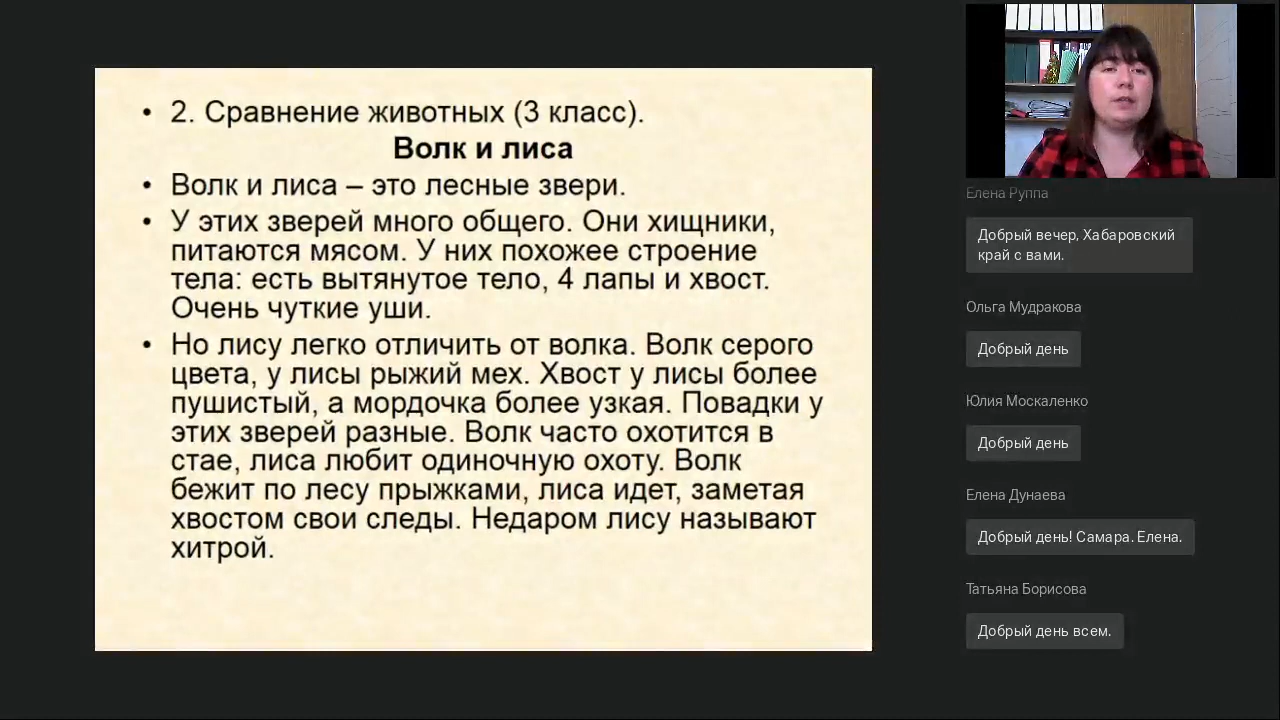 • 2. Сравнение животных (3 класс).
Волк и лиса
• Волк и лиса – это лесные звери.
• У этих зверей много общего. Они хищники,
питаются мясом. У них похожее строение
тела: есть вытянутое тело, 4 лапы и хвост.
Очень чуткие уши.
• Но лису легко отличить от волка. Волк серого
цвета, у лисы рыжий мех. Хвост у лисы более
пушистый, а мордочка более узкая. Повадки у
этих зверей разные. Волк часто охотится в
стае, лиса любит одиночную охоту. Волк
бежит по лесу прыжками, лиса идет, заметая
хвостом свои следы. Недаром лису называют
хитрой.
Елена Руппа
Добрый вечер, Хабаровский
край с вами.
Ольга Мудракова
Добрый день
Юлия Москаленко
Добрый день
Елена Дунаева
Добрый день! Самара. Елена.
Татьяна Борисова
Добрый день всем.